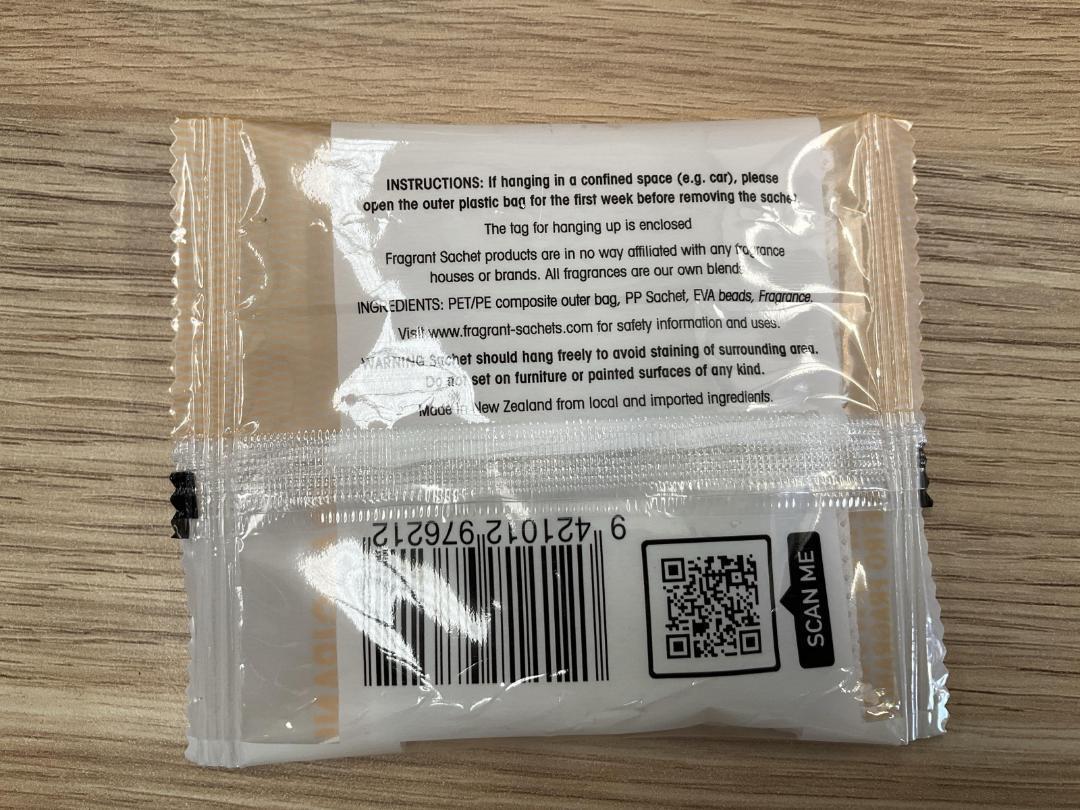 INSTRUCTIONS: If hanging in a confined space (e.g. car), please
open the outer plastic bag for the first week before removing the sachet
The tag for hanging up is enclosed
Fragrant Sachet products are in no way affiliated with any fragrance
houses or brands. All fragrances are our own blends
INGREDIENTS: PET/PE composite outer bag, PP Sachet, EVA beads, Fragrance.
Visit www.fragrant-sachets.com for safety information and uses.
WARNING Sachet should hang freely to avoid staining of surrounding area.
Do not set on furniture or painted surfaces of any kind.
Made in New Zealand from local and imported ingredients.
9 421012 976212
SCAN ME